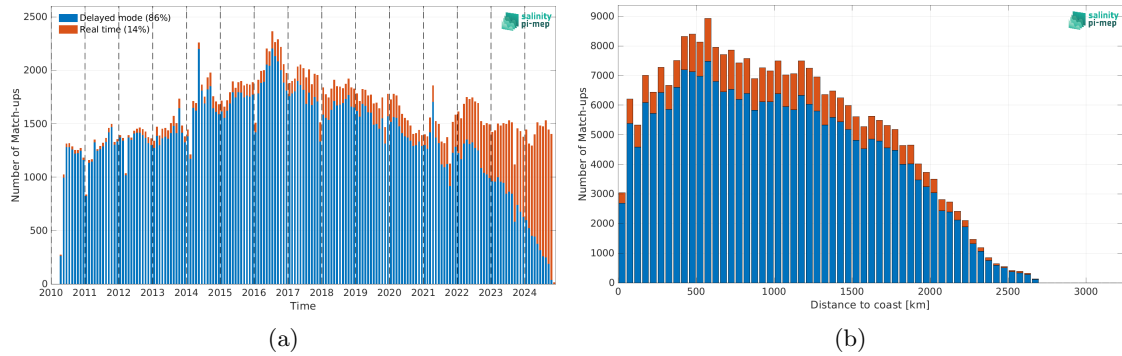 2500
2000
1500
1000
500
0
Number of Match-ups
Delayed mode (86%)
Real time (14%)
salinity
pi-mep
2010 2011 2012 2013 2014 2015 2016 2017 2018 2019 2020 2021 2022 2023 2024
Time
(a)
9000
8000
7000
6000
5000
4000
3000
2000
1000
0
Number of Match-ups
salinity
pi-mep
0 500 1000 1500 2000 2500 3000
Distance to coast [km]
(b)